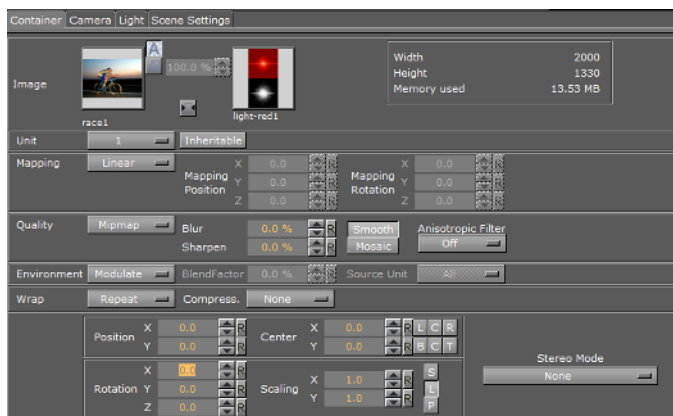 Container Camera Light Scene Settings
Image
A
100.0 %
race1
light-red1
Width 2000
Height 1330
Memory used 13.53 MB
Unit 1 Inheritable
Mapping Linear Mapping Position X 0.0 R Mapping Rotation X 0.0 R
Y 0.0 R Y 0.0 R
Z 0.0 R Z 0.0 R
Quality Mipmap Blur 0.0 % R Smooth Anisotropic Filter
Sharpen 0.0 % R Mosaic Off
Environment Modulate BlendFactor 0.0 % R Source Unit
Wrap Repeat Compress. None
Position X 0.0 R Center X 0.0 R L C R
Y 0.0 R Y 0.0 R B C T
Stereo Mode
None
Rotation X 0.0 R Scaling X 1.0 R S
Y 0.0 R Y 1.0 R L
Z 0.0 R P